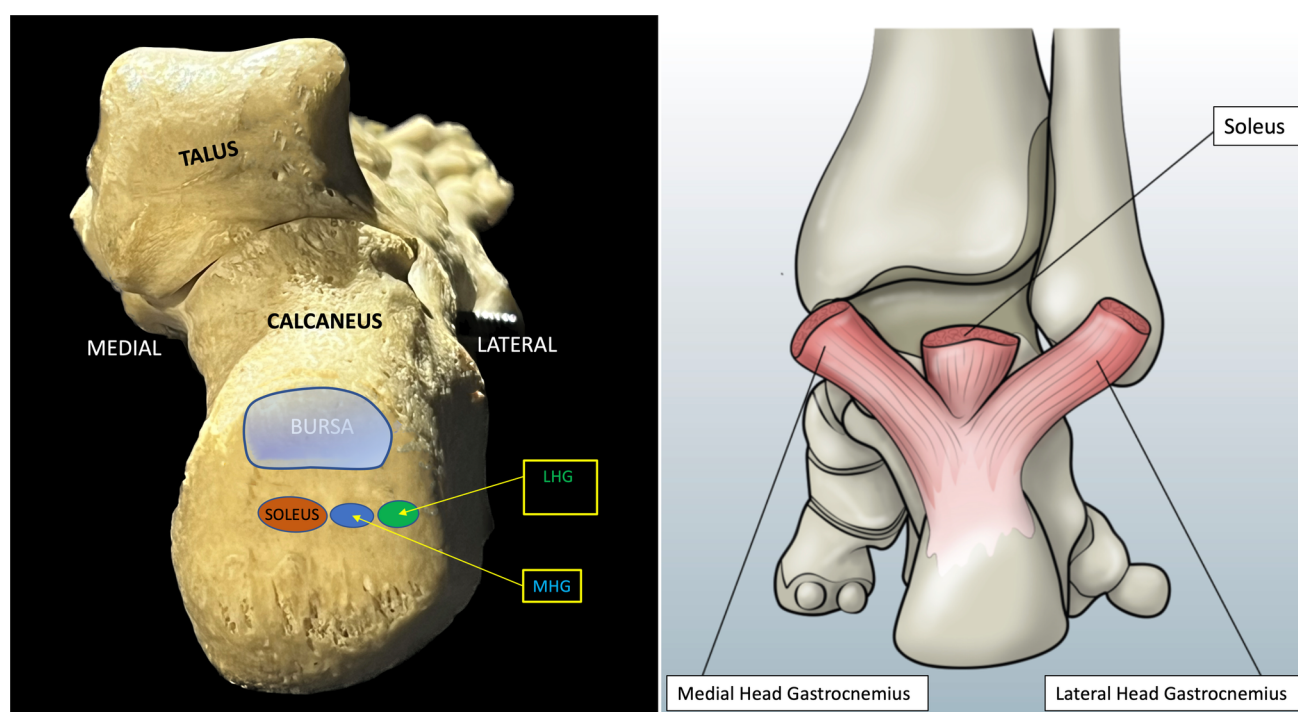 TALUS
CALCANEUS
MEDIAL
LATERAL
BURSA
SOLEUS
LHG
MHG
Soleus
Medial Head Gastrocnemius
Lateral Head Gastrocnemius